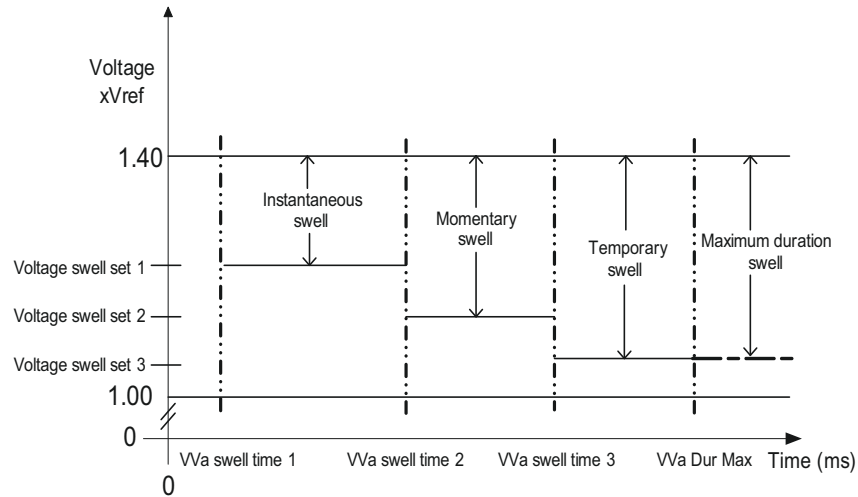 Voltage
xVref
1.40
Instantaneous
swell
Momentary
swell
Temporary
swell
Maximum duration
swell
Voltage swell set 1
Voltage swell set 2
Voltage swell set 3
1.00
0
VVa swell time 1
VVa swell time 2
VVa swell time 3
VVa Dur Max
Time (ms)
0